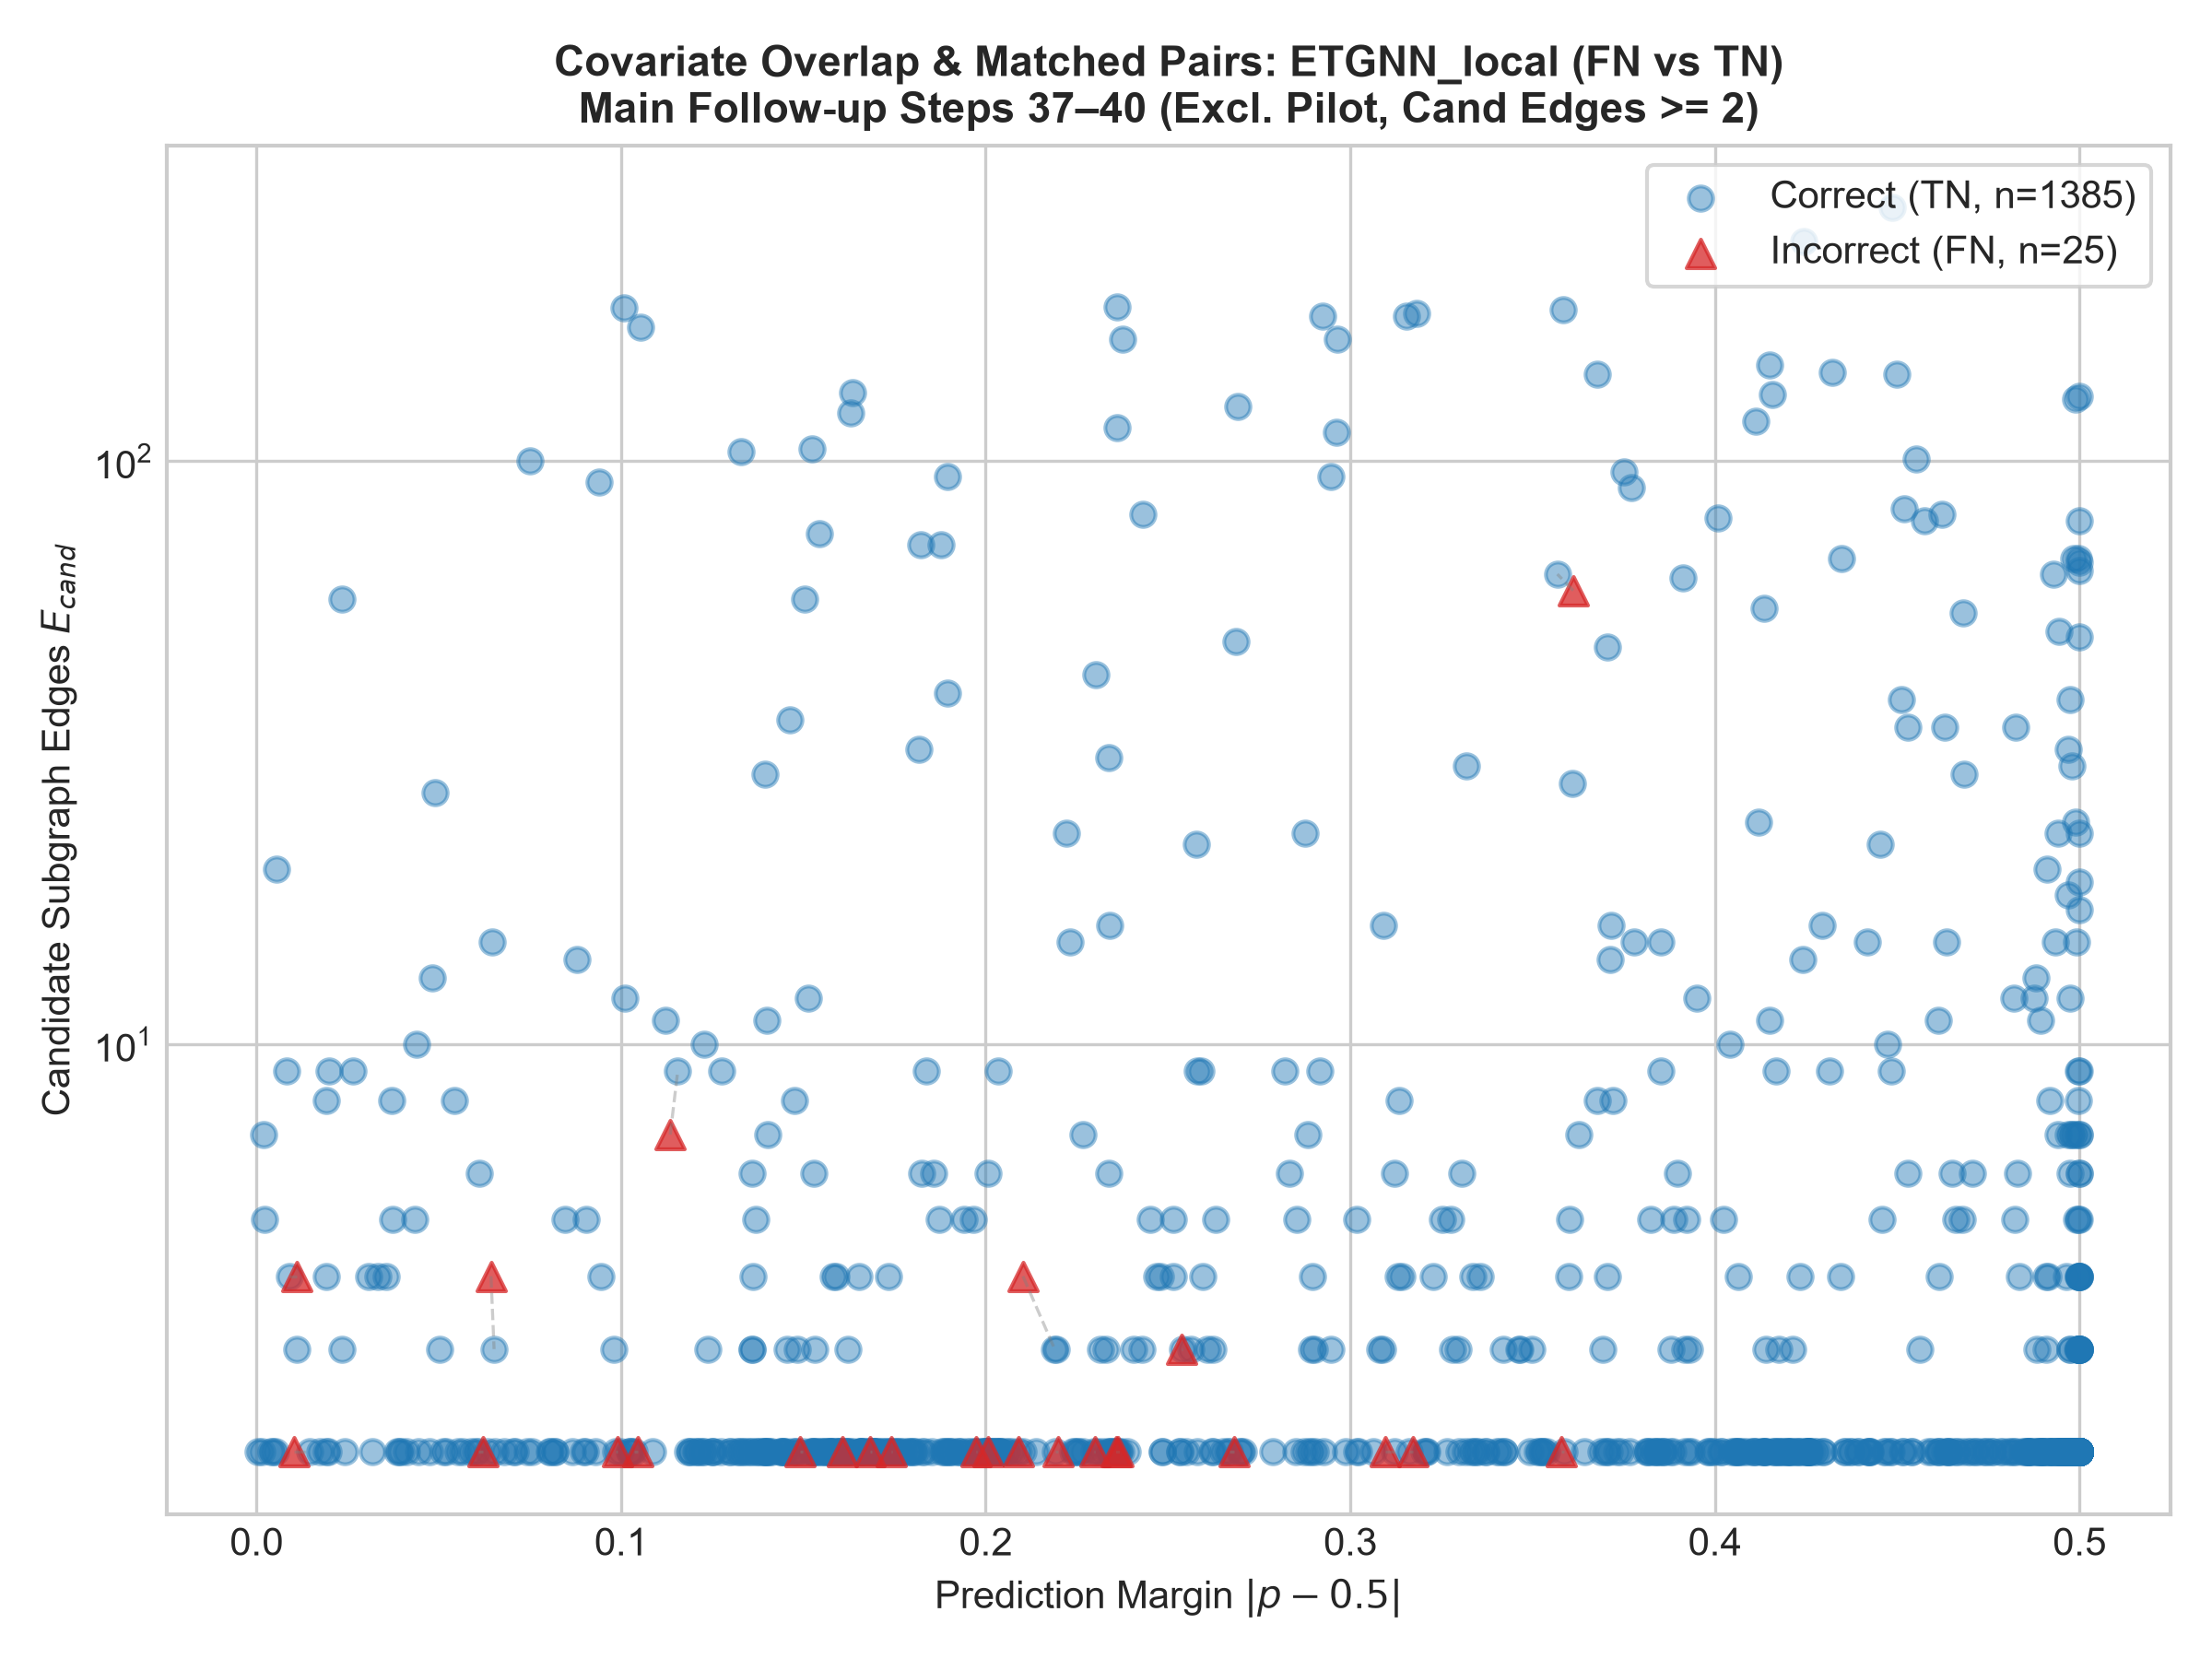 Covariate Overlap & Matched Pairs: ETGNN_local (FN vs TN)
Main Follow-up Steps 37–40 (Excl. Pilot, Cand Edges >= 2)
Correct (TN, n=1385)
Incorrect (FN, n=25)
Candidate Subgraph Edges E_cand
10²
10¹
0.0 0.1 0.2 0.3 0.4 0.5
Prediction Margin |p − 0.5|